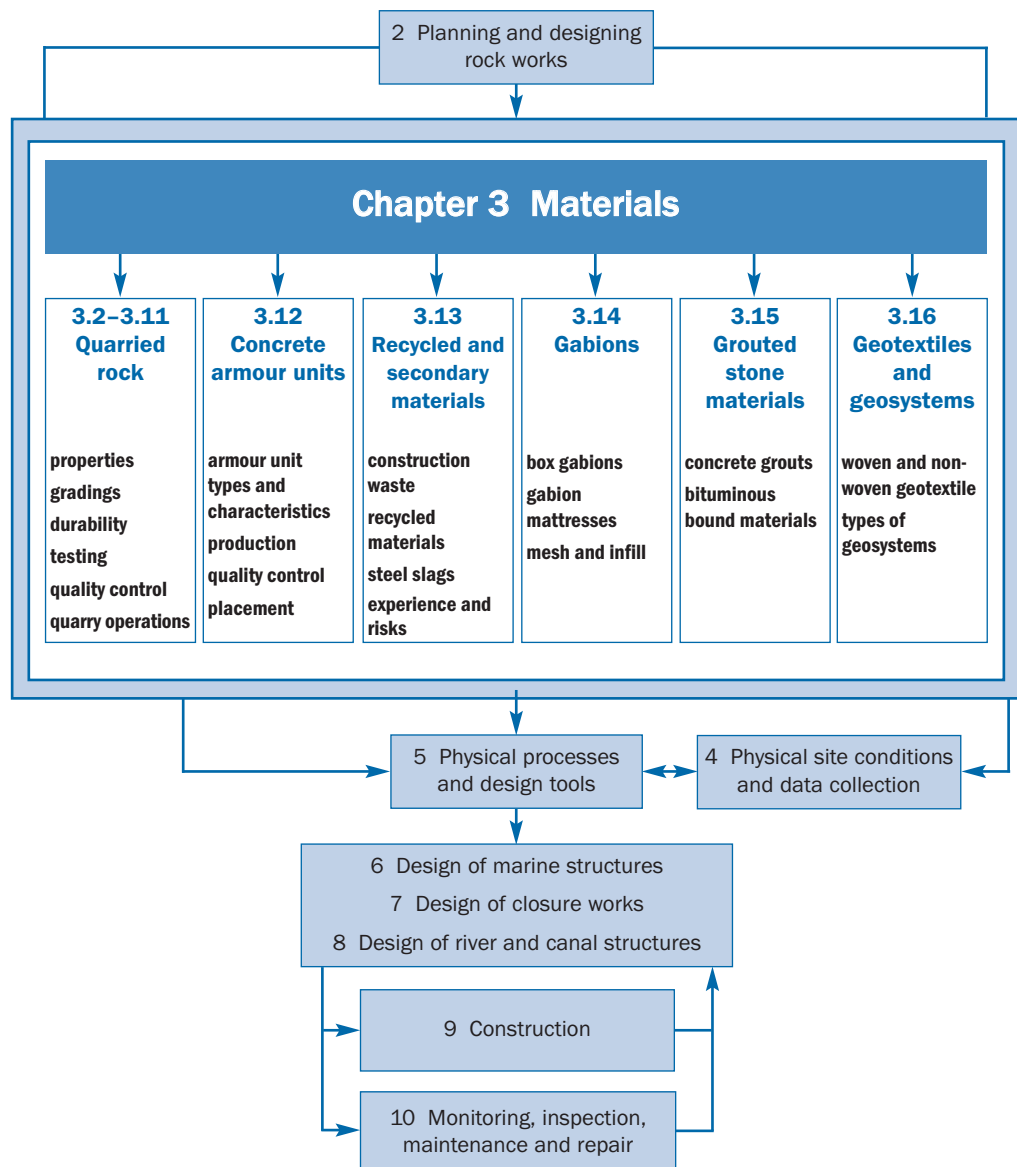 2 Planning and designing
rock works
Chapter 3 Materials
3.2–3.11
Quarried
rock
properties
gradings
durability
testing
quality control
quarry operations
3.12
Concrete
armour units
armour unit
types and
characteristics
production
quality control
placement
3.13
Recycled and
secondary
materials
construction
waste
recycled
materials
steel slags
experience and
risks
3.14
Gabions
box gabions
gabion
mattresses
mesh and infill
3.15
Grouted
stone
materials
concrete grouts
bituminous
bound materials
3.16
Geotextiles
and
geosystems
woven and non-
woven geotextile
types of
geosystems
5 Physical processes
and design tools
4 Physical site conditions
and data collection
6 Design of marine structures
7 Design of closure works
8 Design of river and canal structures
9 Construction
10 Monitoring, inspection,
maintenance and repair